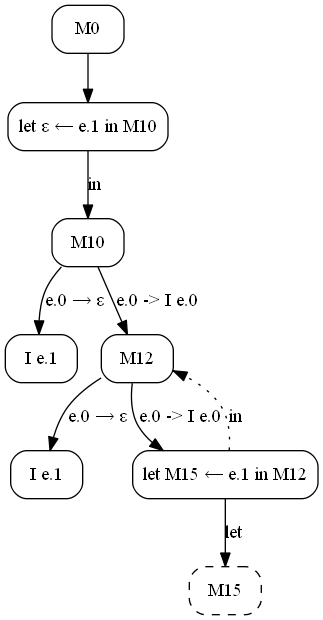 M0
let ε ← e.1 in M10
in
M10
e.0 → ε
e.0 -> I e.0
I e.1
M12
e.0 → ε
e.0 -> I e.0
in
I e.1
let M15 ← e.1 in M12
let
M15